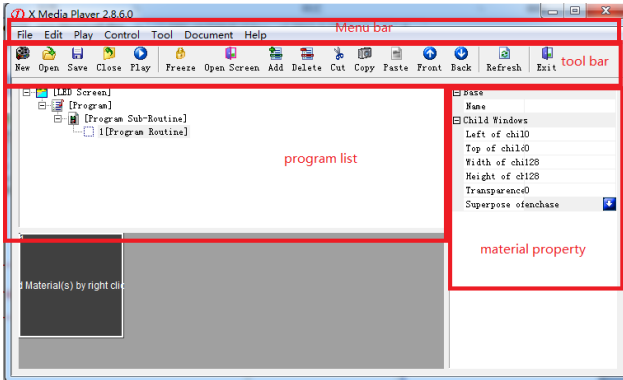 X Media Player 2.8.6.0
File Edit Play Control Tool Document Help
Menu bar
New Open Save Close Play Freeze Open Screen Add Delete Cut Copy Paste Front Back Refresh Exit
tool bar
[LED Screen]
[Program]
[Program Sub-Routine]
1[Program Routine]
program list
Base
Name
Child Windows
Left of chil0
Top of chil0
Width of chi128
Height of ch128
Transparence0
Superpose ofenchase
material property
d Material(s) by right clic